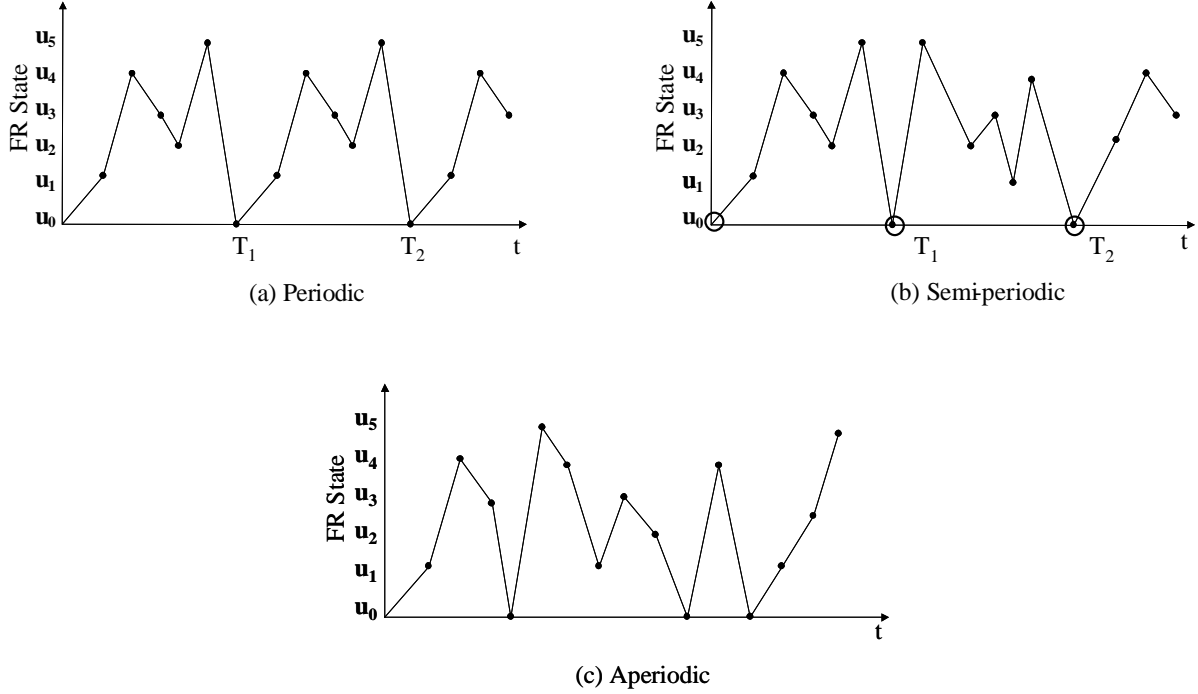 FR State
u5
u4
u3
u2
u1
u0
T1
T2
t
(a) Periodic
FR State
u5
u4
u3
u2
u1
u0
T1
T2
t
(b) Semi-periodic
FR State
u5
u4
u3
u2
u1
u0
t
(c) Aperiodic